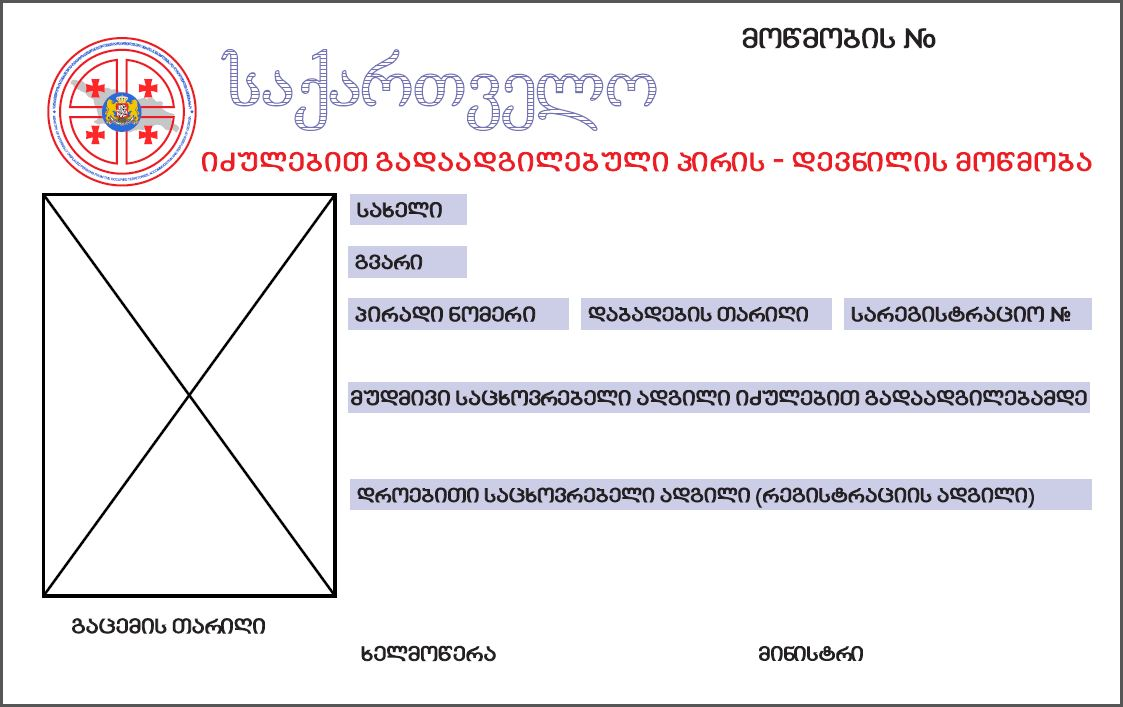 მოწმობის №
საქართველო
იძულებით გადაადგილებული პირის - დევნილის მოწმობა
სახელი
გვარი
პირადი ნომერი დაბადების თარიღი სარეგისტრაციო №
მუდმივი საცხოვრებელი ადგილი იძულებით გადაადგილებამდე
დროებითი საცხოვრებელი ადგილი (რეგისტრაციის ადგილი)
გაცემის თარიღი
ხელმოწერა მინისტრი